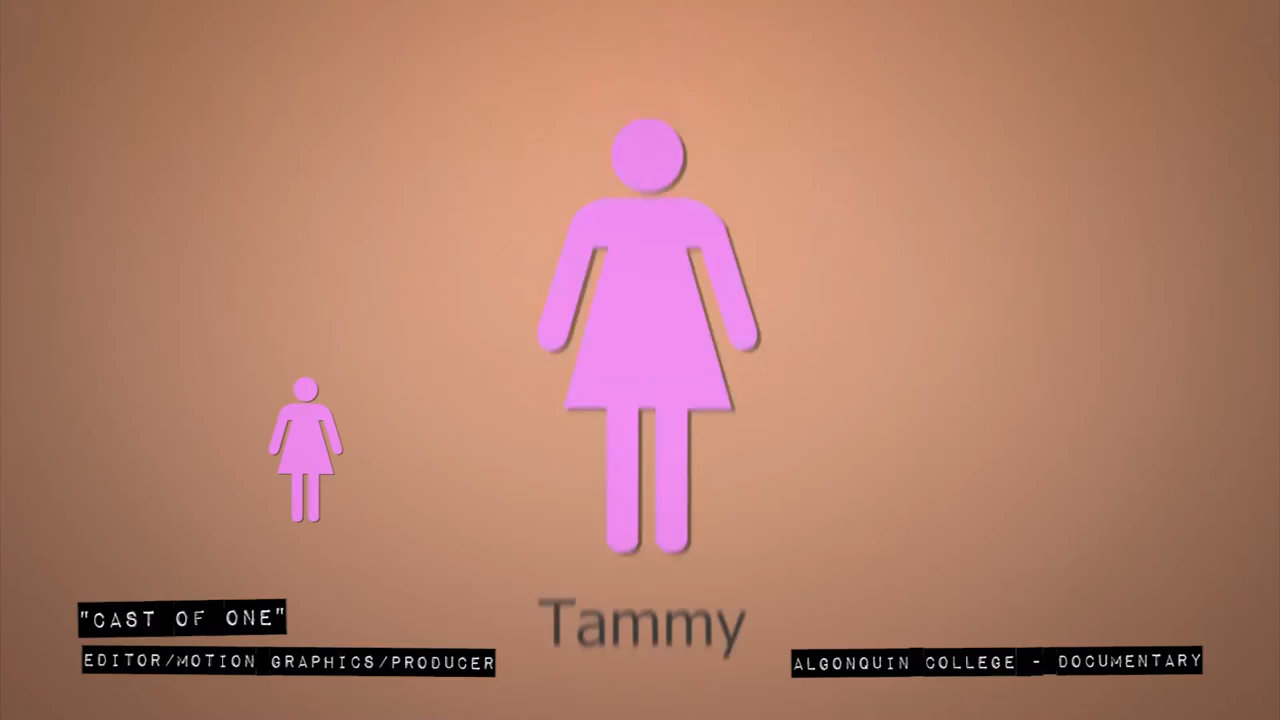 "CAST OF ONE"
Tammy
EDITOR/MOTION GRAPHICS/PRODUCER
ALGONQUIN COLLEGE - DOCUMENTARY